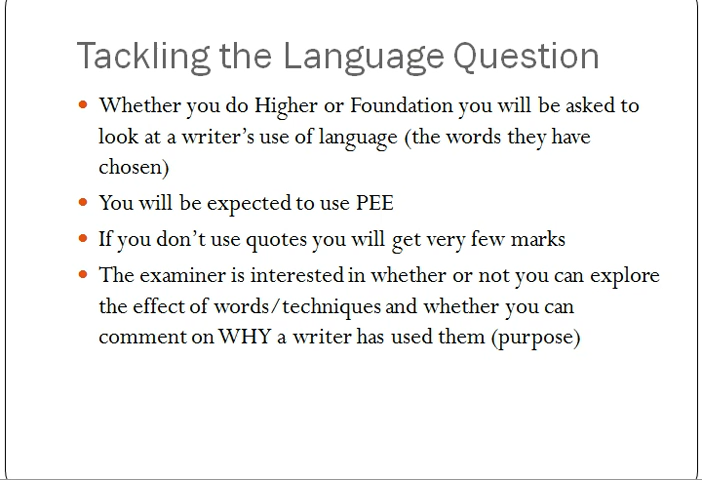 Tackling the Language Question
• Whether you do Higher or Foundation you will be asked to
look at a writer's use of language (the words they have
chosen)
• You will be expected to use PEE
• If you don't use quotes you will get very few marks
• The examiner is interested in whether or not you can explore
the effect of words/techniques and whether you can
comment on WHY a writer has used them (purpose)